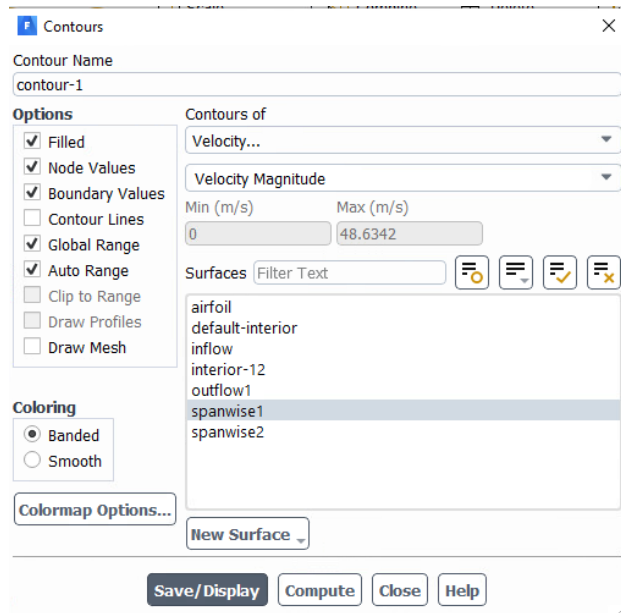 Contours
Contour Name
contour-1
Options
Filled
Node Values
Boundary Values
Contour Lines
Global Range
Auto Range
Clip to Range
Draw Profiles
Draw Mesh
Coloring
Banded
Smooth
Colormap Options...
Contours of
Velocity...
Velocity Magnitude
Min (m/s) Max (m/s)
0 48.6342
Surfaces Filter Text
airfoil
default-interior
inflow
interior-12
outflow1
spanwise1
spanwise2
New Surface
Save/Display Compute Close Help